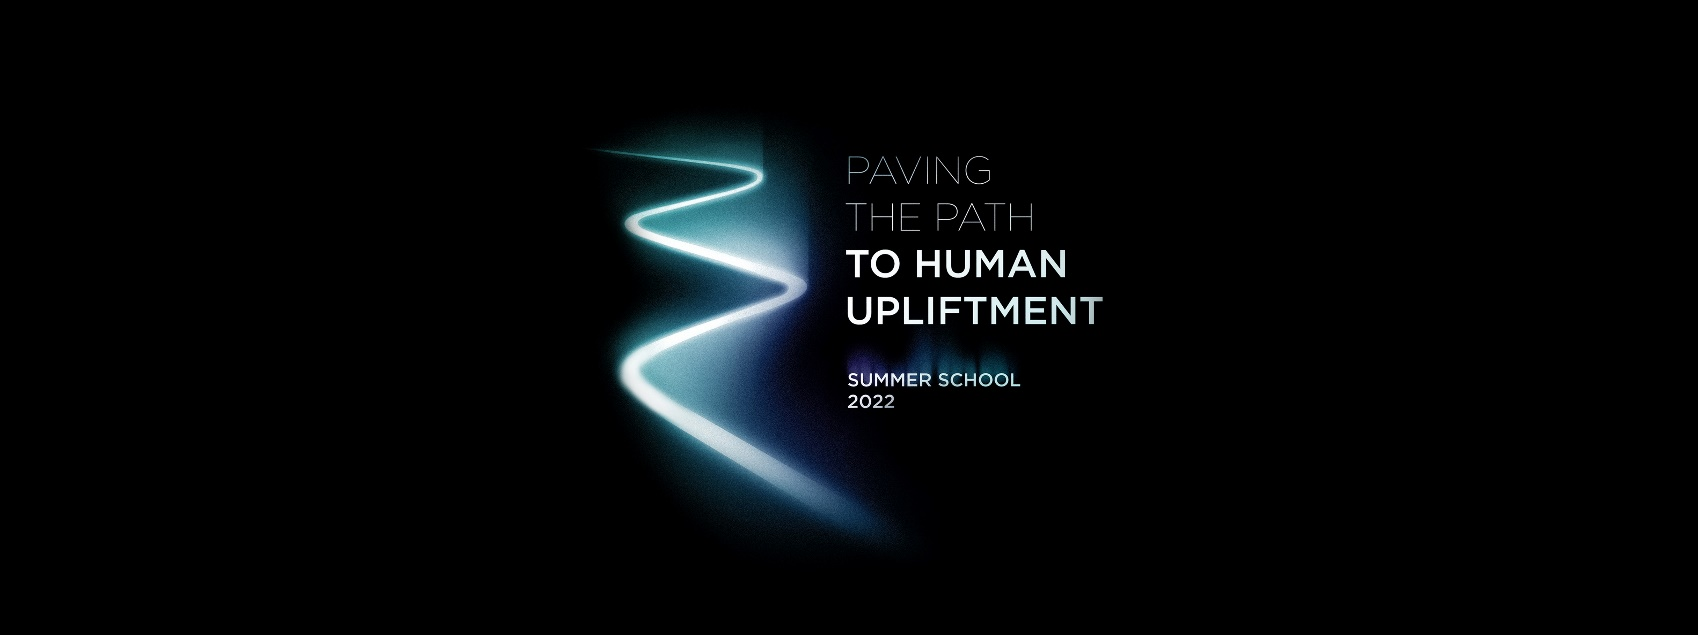 PAVING
THE PATH
TO HUMAN
UPLIFTMENT
SUMMER SCHOOL
2022